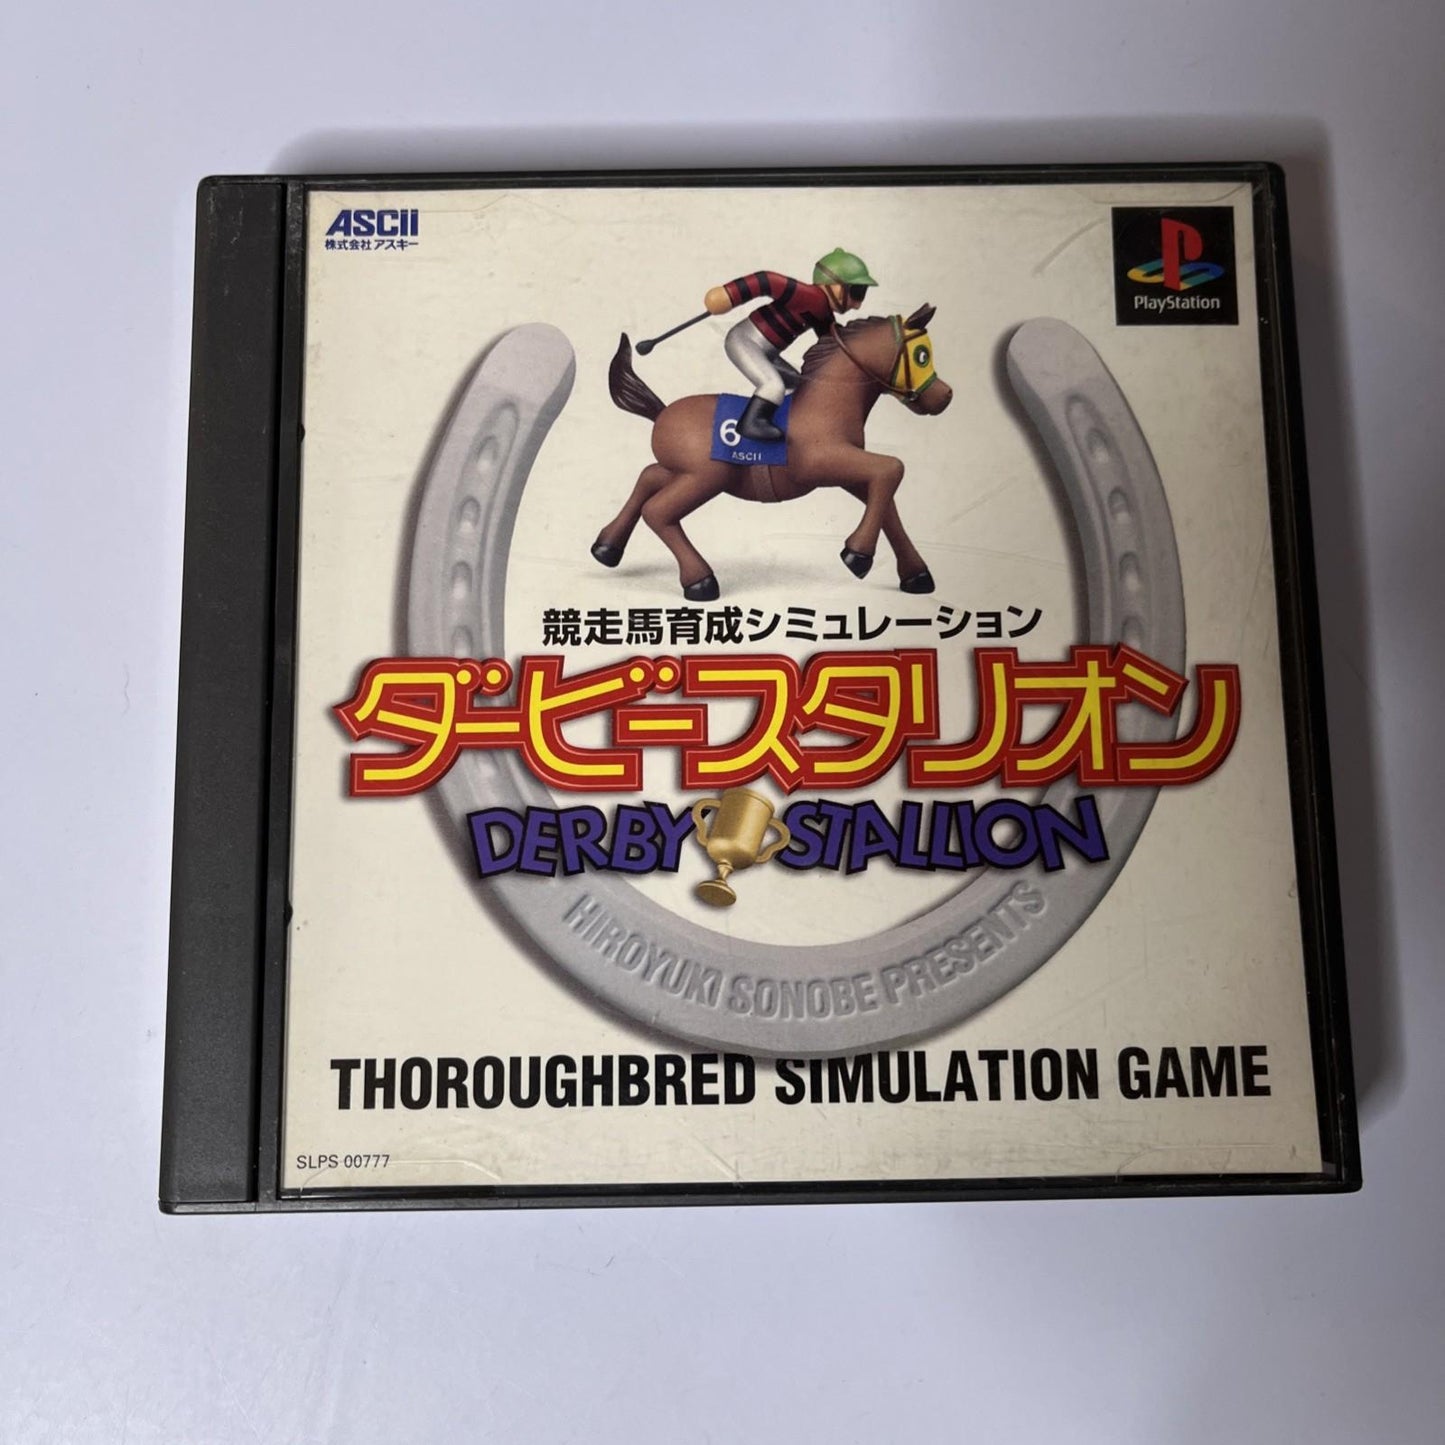 ASCII
株式会社アスキー
PlayStation
6
ASCII
競走馬育成シミュレーション
ダービースタリオン
DERBY STALLION
HIROYUKI SONOBE PRESENTS
THOROUGHBRED SIMULATION GAME
SLPS 00777